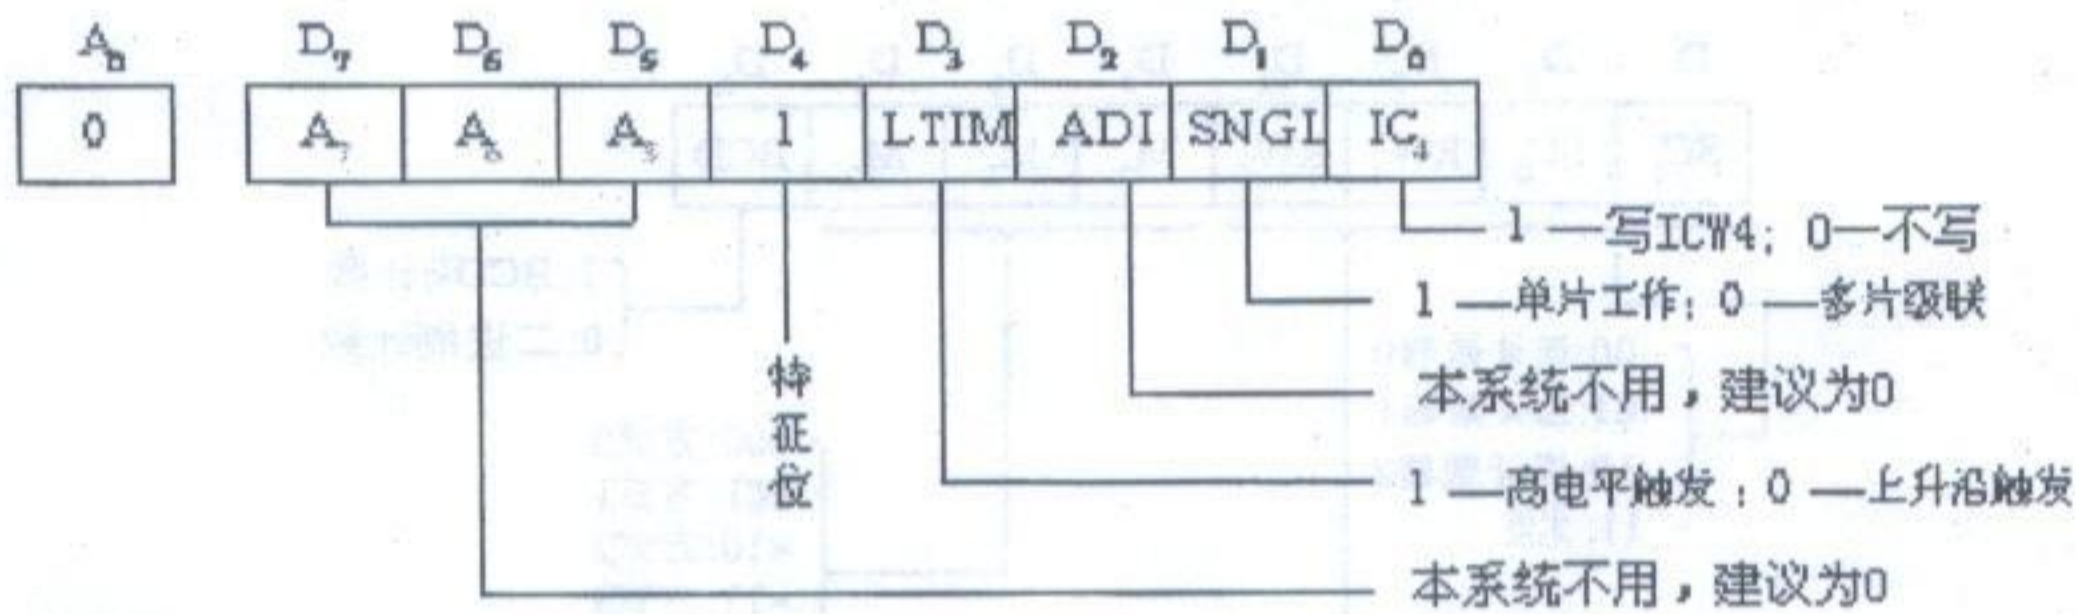 A₀ D₇ D₆ D₅ D₄ D₃ D₂ D₁ D₀
0 A₇ A₆ A₅ 1 LTIM ADI SNGL IC₄
1 —写ICW4; 0—不写
1 —单片工作; 0 —多片级联
本系统不用,建议为0
特征位
1 —高电平触发 ; 0 —上升沿触发
本系统不用,建议为0